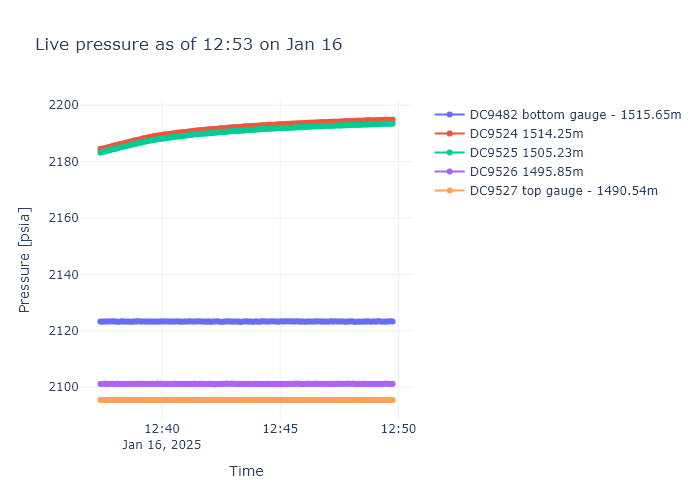 Live pressure as of 12:53 on Jan 16
DC9482 bottom gauge - 1515.65m
DC9524 1514.25m
DC9525 1505.23m
DC9526 1495.85m
DC9527 top gauge - 1490.54m
Pressure [psia]
2200
2180
2160
2140
2120
2100
12:40
12:45
12:50
Jan 16, 2025
Time